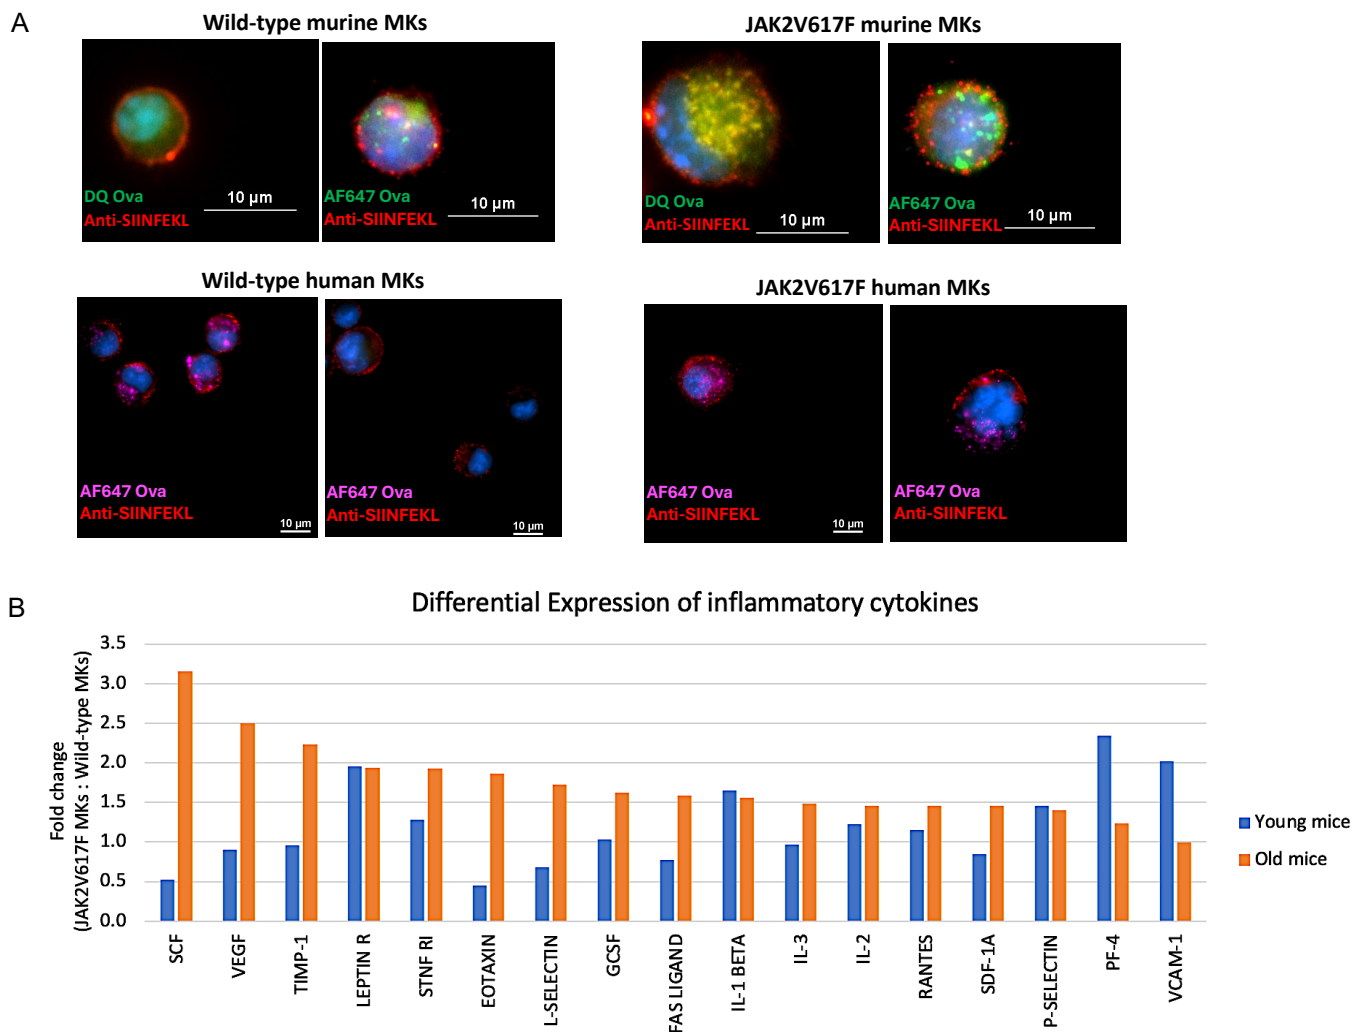 A
Wild-type murine MKs
JAK2V617F murine MKs
DQ Ova
Anti-SIINFEKL
10 µm
AF647 Ova
Anti-SIINFEKL
10 µm
DQ Ova
Anti-SIINFEKL
10 µm
AF647 Ova
Anti-SIINFEKL
10 µm
Wild-type human MKs
JAK2V617F human MKs
AF647 Ova
Anti-SIINFEKL
10 µm
AF647 Ova
Anti-SIINFEKL
10 µm
AF647 Ova
Anti-SIINFEKL
10 µm
AF647 Ova
Anti-SIINFEKL
B
Differential Expression of inflammatory cytokines
Fold change
(JAK2V617F MKs : Wild-type MKs)
3.5
3.0
2.5
2.0
1.5
1.0
0.5
0.0
SCF
VEGF
TIMP-1
LEPTIN R
STNF RI
EOTAXIN
L-SELECTIN
GCSF
FAS LIGAND
IL-1 BETA
IL-3
IL-2
RANTES
SDF-1A
P-SELECTIN
PF-4
VCAM-1
Young mice
Old mice